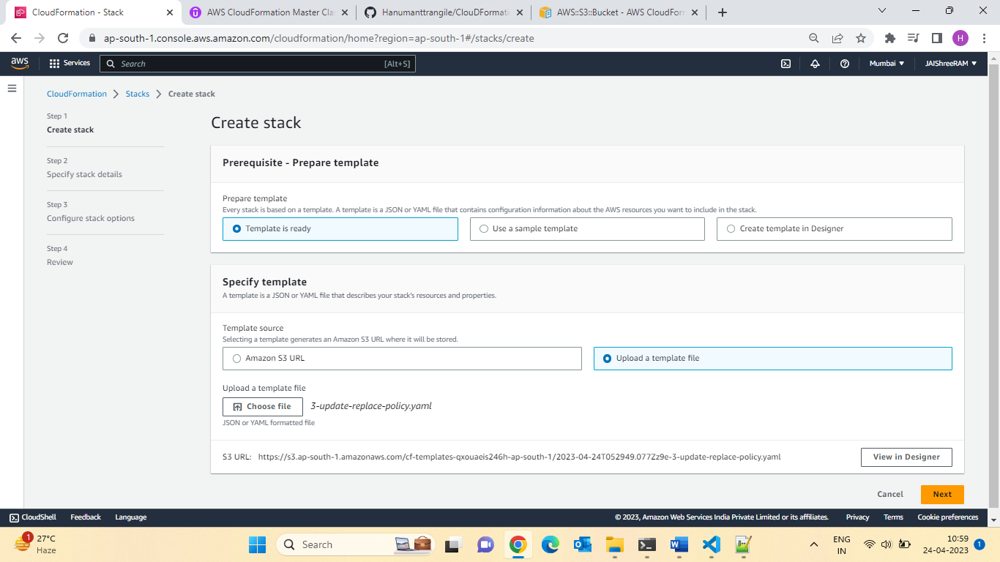 CloudFormation - Stack
AWS CloudFormation Master Cla
Hanumanttrangile/CloudFormati
AWS::S3::Bucket - AWS CloudForm
ap-south-1.console.aws.amazon.com/cloudformation/home?region=ap-south-1#/stacks/create
H
aws
Services
Search
[Alt+S]
Mumbai
JAIShreeRAM
CloudFormation
Stacks
Create stack
Step 1
Create stack
Step 2
Specify stack details
Step 3
Configure stack options
Step 4
Review
Create stack
Prerequisite - Prepare template
Prepare template
Every stack is based on a template. A template is a JSON or YAML file that contains configuration information about the AWS resources you want to include in the stack.
Template is ready
Use a sample template
Create template in Designer
Specify template
A template is a JSON or YAML file that describes your stack's resources and properties.
Template source
Selecting a template generates an Amazon S3 URL where it will be stored.
Amazon S3 URL
Upload a template file
Upload a template file
Choose file
3-update-replace-policy.yaml
JSON or YAML formatted file
S3 URL: https://s3.ap-south-1.amazonaws.com/cf-templates-qxouaeis246h-ap-south-1/2023-04-24T052949.077Zz9e-3-update-replace-policy.yaml
View in Designer
Cancel
Next
CloudShell
Feedback
Language
© 2023, Amazon Web Services India Private Limited or its affiliates.
Privacy
Terms
Cookie preferences
1
27°C
Haze
Search
ENG
IN
10:59
24-04-2023
1